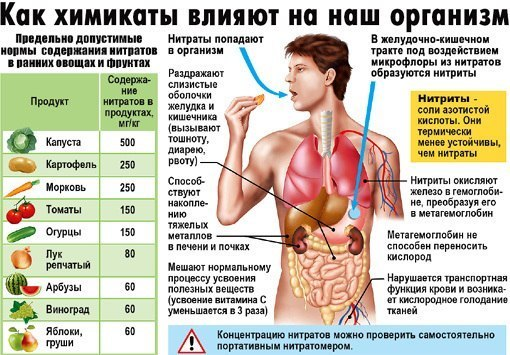 Как химикаты влияют на наш организм
Предельно допустимые
нормы содержания нитратов
в ранних овощах и фруктах
Продукт
Содержа-
ние
нитратов в
продуктах,
мг/кг
Капуста 500
Картофель 250
Морковь 250
Томаты 150
Огурцы 150
Лук
репчатый 80
Арбузы 60
Виноград 60
Яблоки,
груши 60
Нитраты попадают
в организм
Раздражают
слизистые
оболочки
желудка и
кишечника
(вызывают
тошноту,
диарею,
рвоту)
Способ-
ствуют
накопле-
нию
тяжелых
металлов
в печени и почках
Мешают нормальному
процессу усвоения
полезных веществ
(усвоение витамина С
уменьшается в 3 раза)
В желудочно-кишечном
тракте под воздействием
микрофлоры из нитратов
образуются нитриты
Нитриты -
соли азотистой
кислоты. Они
термически
менее устойчивы,
чем нитраты
Нитриты окисляют
железо в гемоглоби-
не, преобразуя его
в метагемоглобин
Метагемоглобин не
способен переносить
кислород
Нарушается транспортная
функция крови и возника-
ет кислородное голодание
тканей
Концентрацию нитратов можно проверить самостоятельно
портативным нитратомером.